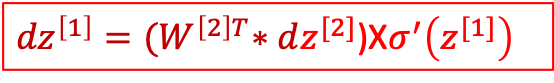 dz^{[1]} = (W^{[2]T} * dz^{[2]})Xσ′(z^{[1]})